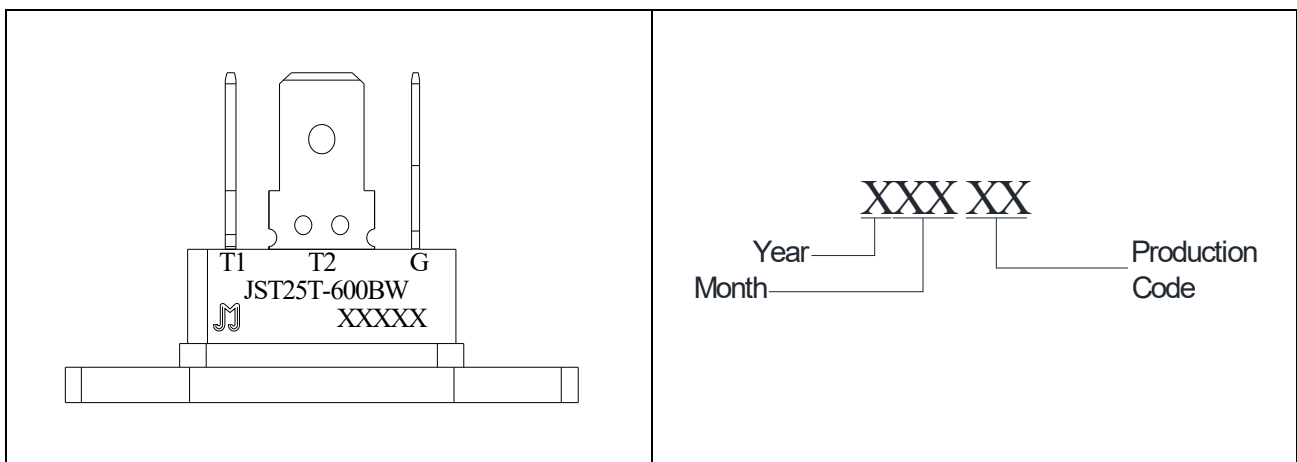 T1 T2 G
JST25T-600BW
XXXXX
XXX XX
Year
Month
Production
Code